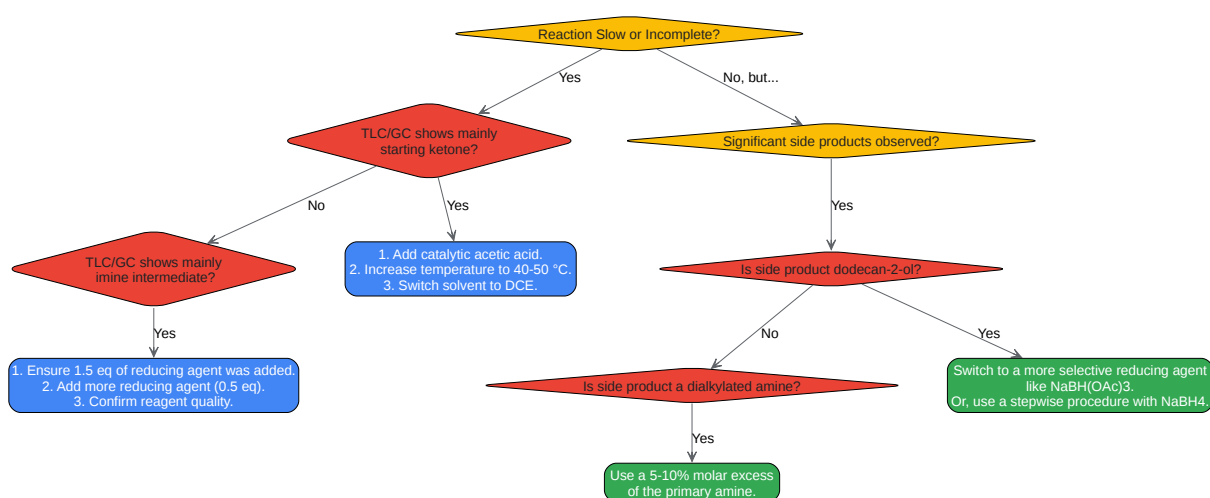 Reaction Slow or Incomplete?
Yes
No, but...
TLC/GC shows mainly
starting ketone?
Significant side products observed?
No
Yes
Yes
TLC/GC shows mainly
imine intermediate?
1. Add catalytic acetic acid.
2. Increase temperature to 40-50 °C.
3. Switch solvent to DCE.
Is side product dodecan-2-ol?
Yes
No
Yes
1. Ensure 1.5 eq of reducing agent was added.
2. Add more reducing agent (0.5 eq).
3. Confirm reagent quality.
Is side product a dialkylated amine?
Switch to a more selective reducing agent
like NaBH(OAc)3.
Or, use a stepwise procedure with NaBH4.
Yes
Use a 5-10% molar excess
of the primary amine.